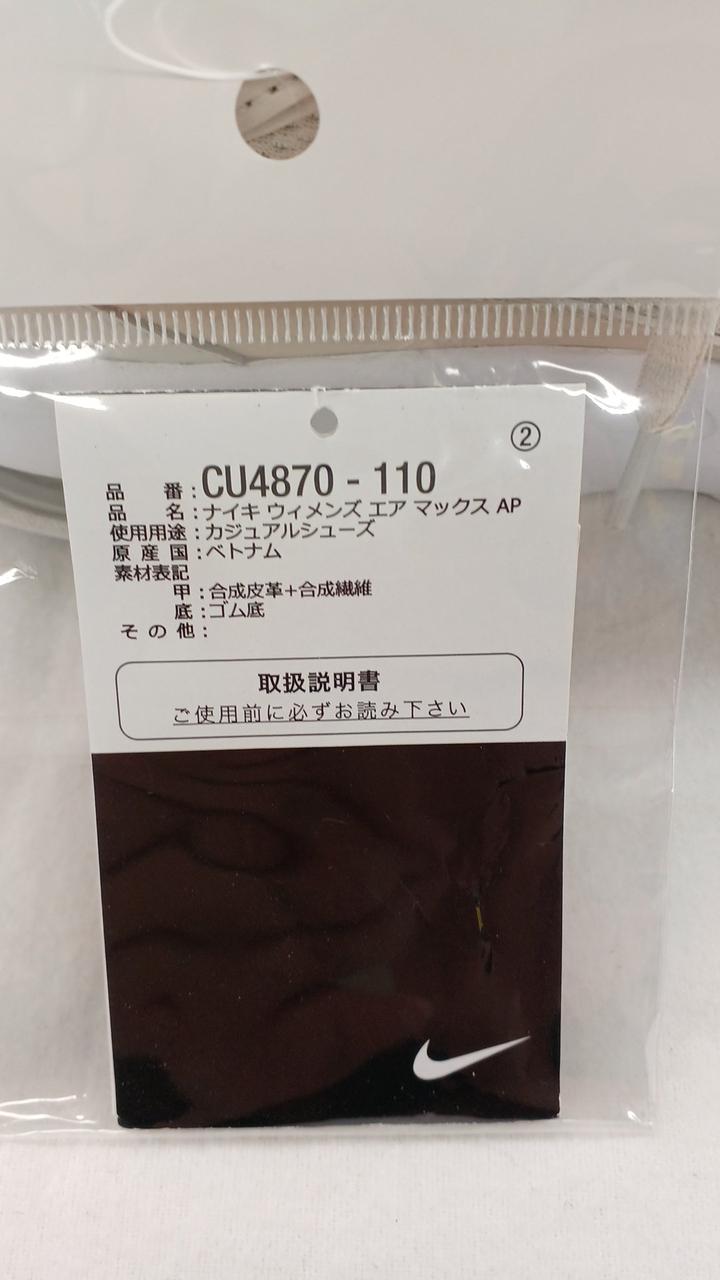 ②
品 番：CU4870 - 110
品 名：ナイキ ウィメンズ エア マックス AP
使用用途：カジュアルシューズ
原 産 国：ベトナム
素材表記
甲：合成皮革＋合成繊維
底：ゴム底
そ の 他：
取扱説明書
ご使用前に必ずお読み下さい